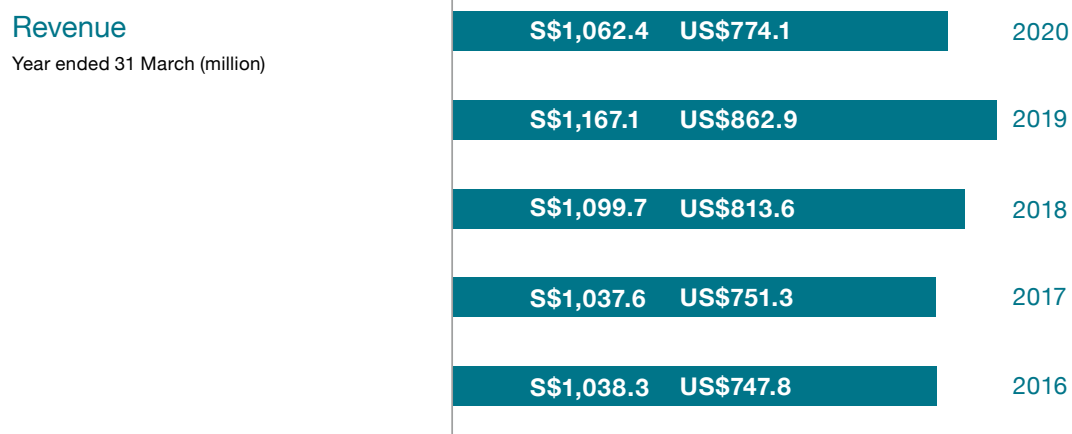 Revenue
Year ended 31 March (million)
S$1,062.4 US$774.1 2020
S$1,167.1 US$862.9 2019
S$1,099.7 US$813.6 2018
S$1,037.6 US$751.3 2017
S$1,038.3 US$747.8 2016